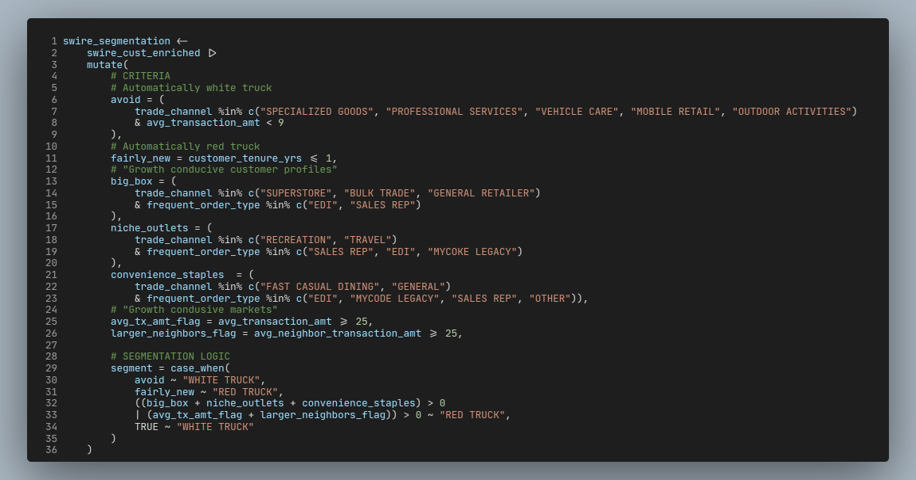 1 swire_segmentation <-
2     swire_cust_enriched |>
3     mutate(
4         # CRITERIA
5         # Automatically white truck
6         avoid = (
7             trade_channel %in% c("SPECIALIZED GOODS", "PROFESSIONAL SERVICES", "VEHICLE CARE", "MOBILE RETAIL", "OUTDOOR ACTIVITIES")
8             & avg_transaction_amt < 9
9         ),
10         # Automatically red truck
11         fairly_new = customer_tenure_yrs <= 1,
12         # "Growth conducive customer profiles"
13         big_box = (
14             trade_channel %in% c("SUPERSTORE", "BULK TRADE", "GENERAL RETAILER")
15             & frequent_order_type %in% c("EDI", "SALES REP")
16         ),
17         niche_outlets = (
18             trade_channel %in% c("RECREATION", "TRAVEL")
19             & frequent_order_type %in% c("SALES REP", "EDI", "MYCOKE LEGACY")
20         ),
21         convenience_staples  = (
22             trade_channel %in% c("FAST CASUAL DINING", "GENERAL")
23             & frequent_order_type %in% c("EDI", "MYCODE LEGACY", "SALES REP", "OTHER")),
24         # "Growth condusive markets"
25         avg_tx_amt_flag = avg_transaction_amt >= 25,
26         larger_neighbors_flag = avg_neighbor_transaction_amt >= 25,
27
28         # SEGMENTATION LOGIC
29         segment = case_when(
30             avoid ~ "WHITE TRUCK",
31             fairly_new ~ "RED TRUCK",
32             ((big_box + niche_outlets + convenience_staples) > 0
33             | (avg_tx_amt_flag + larger_neighbors_flag)) > 0 ~ "RED TRUCK",
34             TRUE ~ "WHITE TRUCK"
35         )
36     )